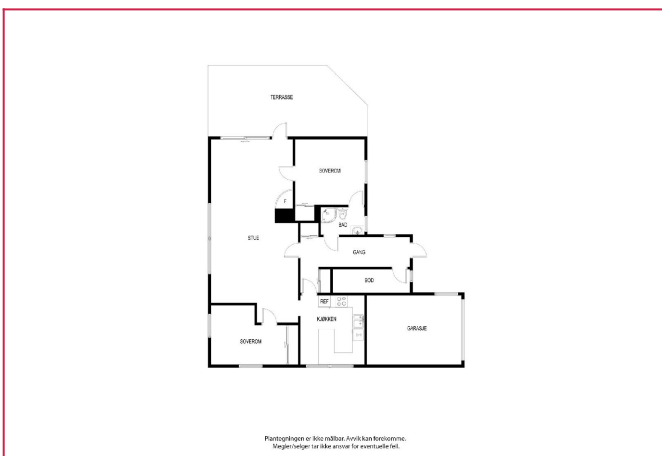 TERRASSE
SOVEROM
F
BAD
STUE
GANG
BOD
REF
KJØKKEN
GARASJE
SOVEROM
Plantegningen er ikke målbar. Avvik kan forekomme.
Megler/selger tar ikke ansvar for eventuelle feil.